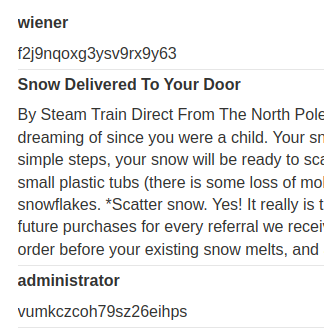 wiener
f2j9nqoxg3ysv9rx9y63
Snow Delivered To Your Door
By Steam Train Direct From The North Pole
dreaming of since you were a child. Your sn
simple steps, your snow will be ready to sca
small plastic tubs (there is some loss of mol
snowflakes. *Scatter snow. Yes! It really is t
future purchases for every referral we recei
order before your existing snow melts, and
administrator
vumkczcoh79sz26eihps